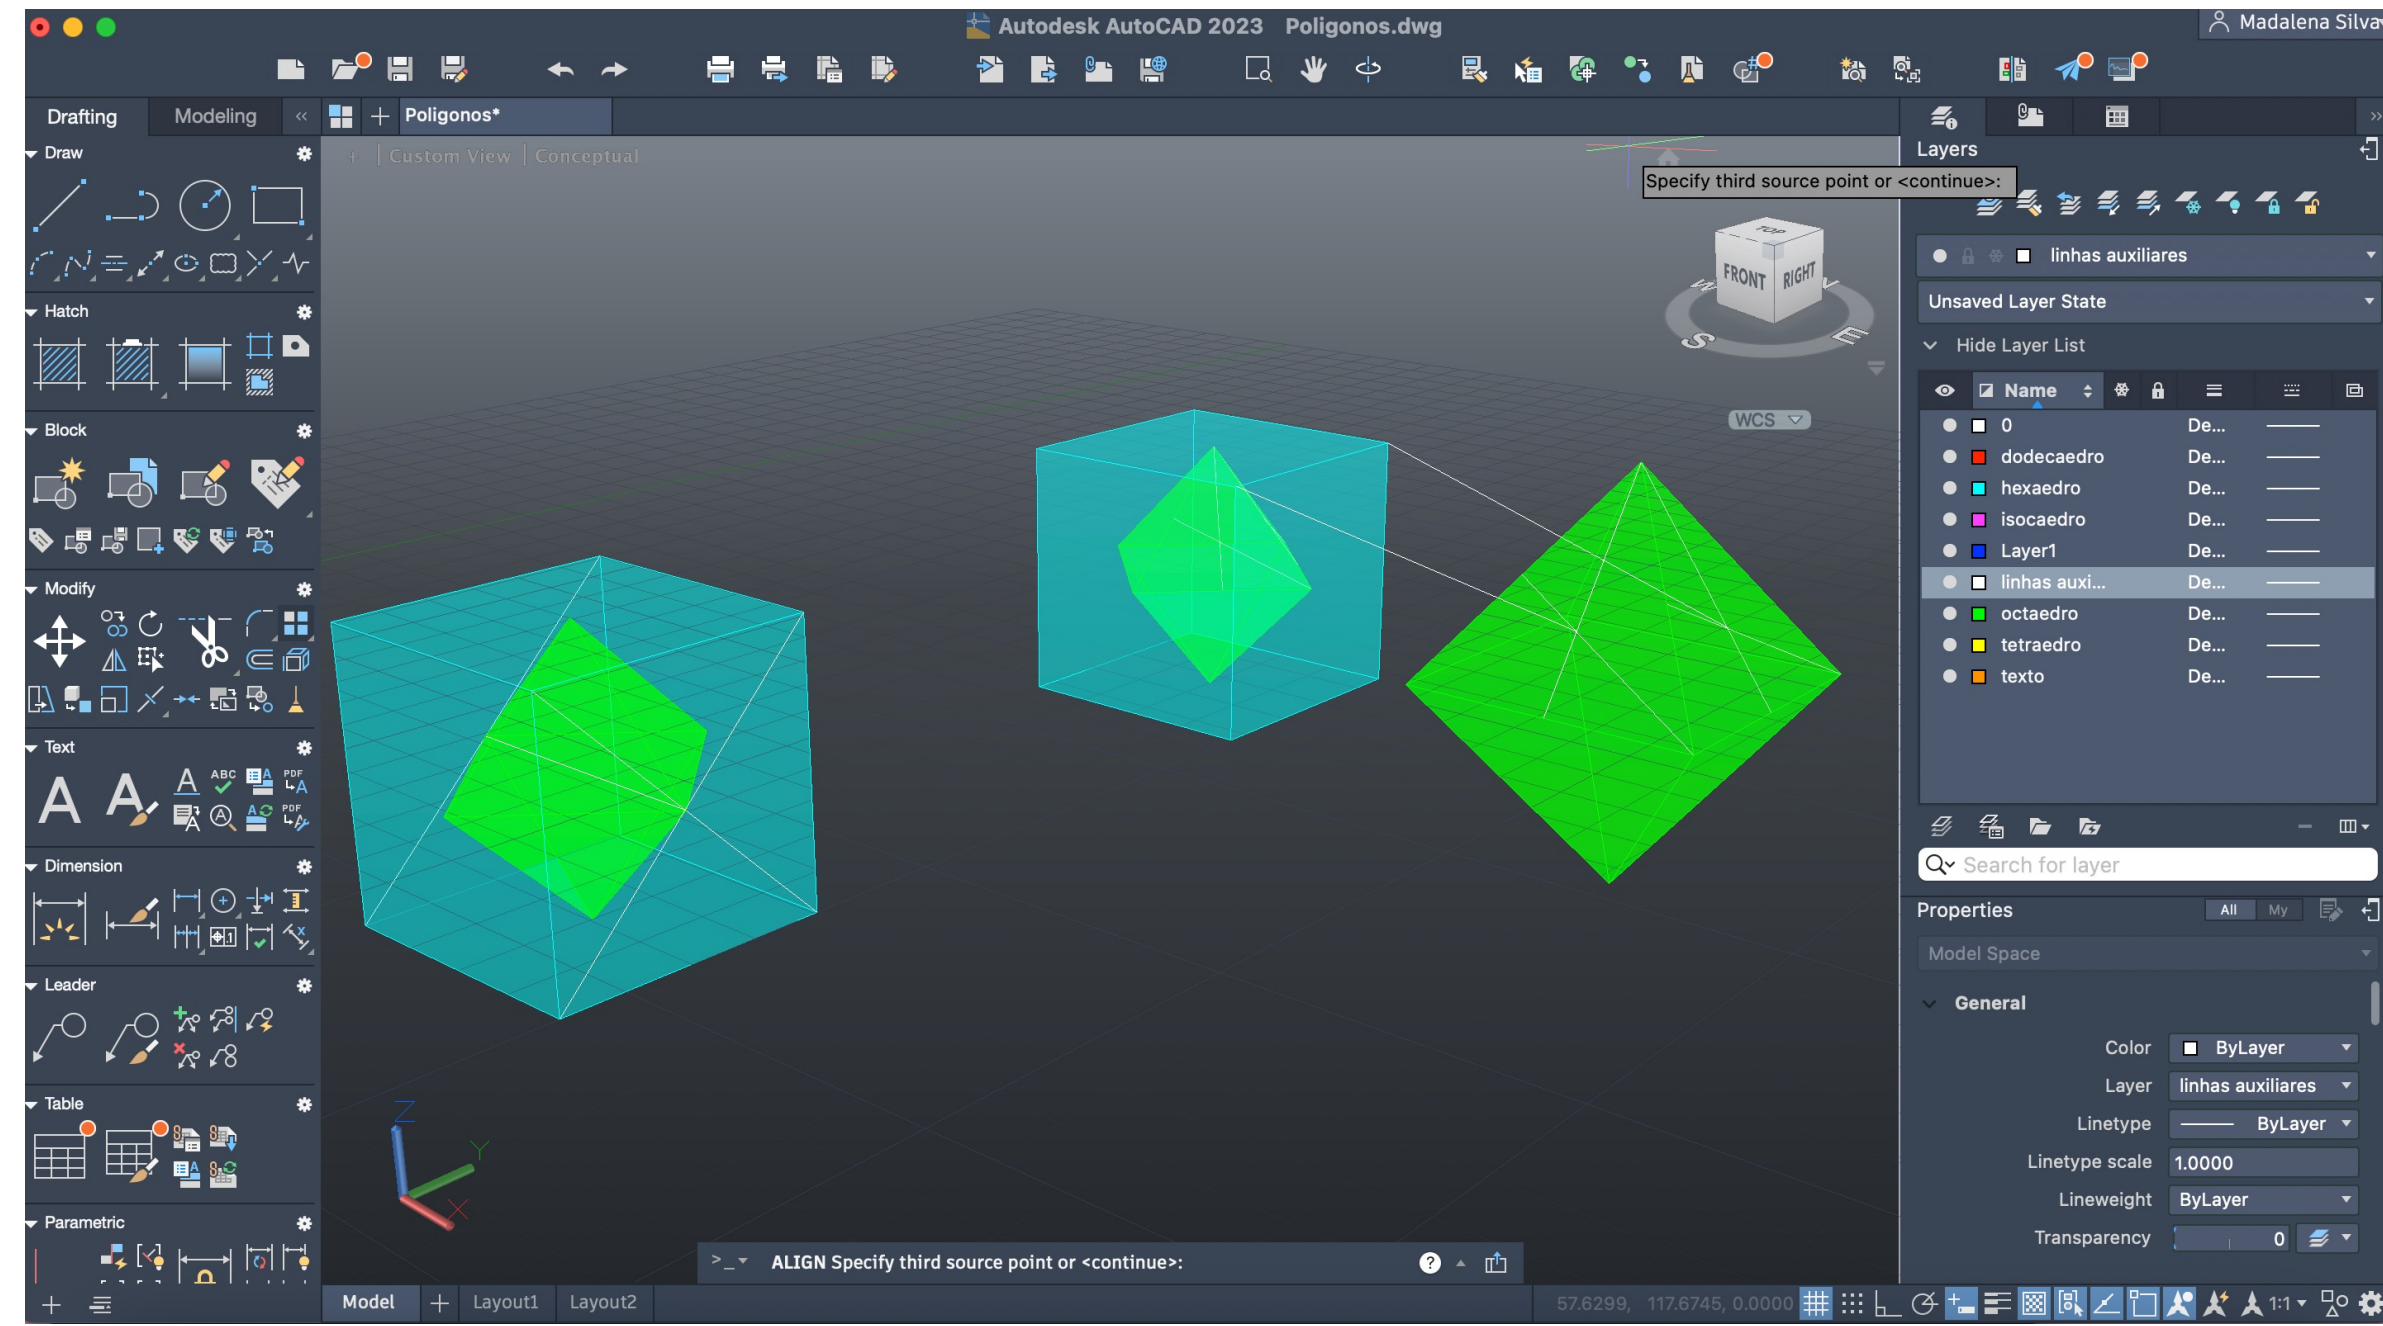 Autodesk AutoCAD 2023 Poligonos.dwg
Madalena Silva
Drafting Modeling
Poligonos*
Draw
Hatch
Block
Modify
Text
ABC
PDF
A
A
A
A
A
A
PDF
Dimension
Leader
Table
Parametric
+ | Custom View | Conceptual
Specify third source point or <continue>:
TOP
FRONT
RIGHT
W
S
E
WCS
Z
Y
X
>_ ALIGN Specify third source point or <continue>:
Model + Layout1 Layout2
57.6299, 117.6745, 0.0000
1:1
Layers
linhas auxiliares
Unsaved Layer State
Hide Layer List
Name
0 De...
dodecaedro De...
hexaedro De...
isocaedro De...
Layer1 De...
linhas auxi... De...
octaedro De...
tetraedro De...
texto De...
Search for layer
Properties All My
Model Space
General
Color ByLayer
Layer linhas auxiliares
Linetype ByLayer
Linetype scale 1.0000
Lineweight ByLayer
Transparency 0